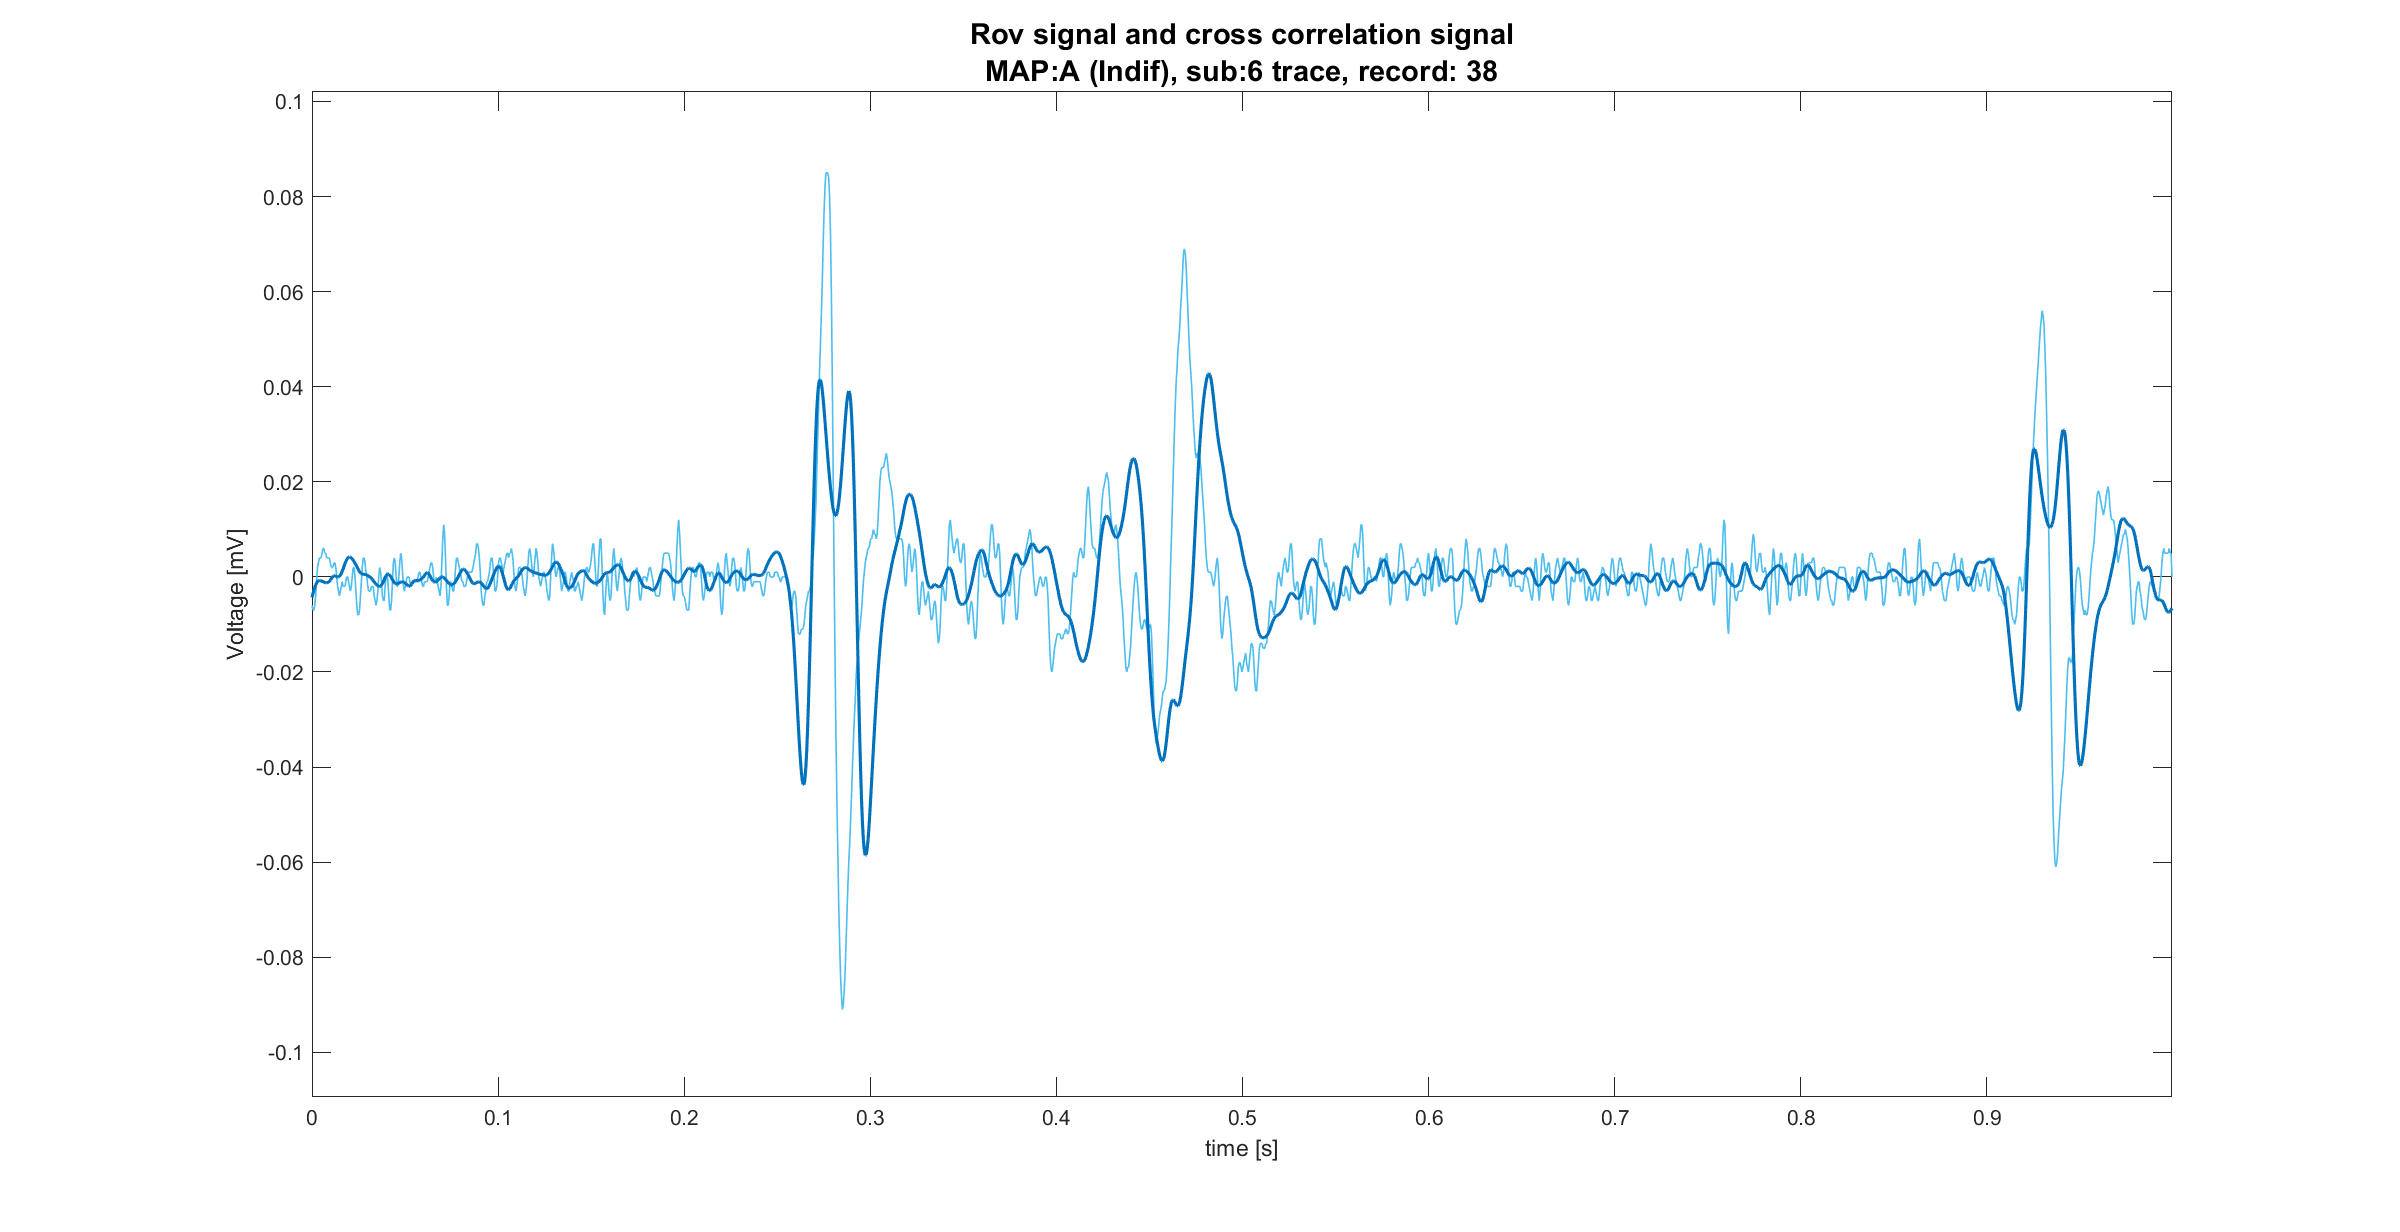 Rov signal and cross correlation signal
MAP:A (Indif), sub:6 trace, record: 38
0.1
0.08
0.06
0.04
0.02
0
-0.02
-0.04
-0.06
-0.08
-0.1
Voltage [mV]
0 0.1 0.2 0.3 0.4 0.5 0.6 0.7 0.8 0.9
time [s]